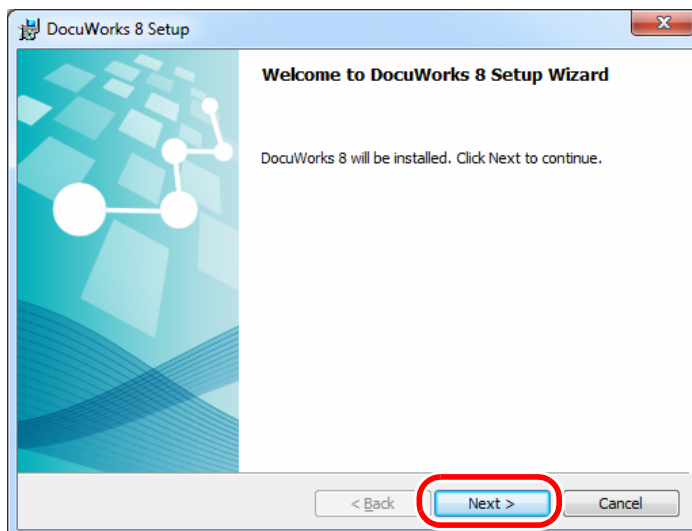 DocuWorks 8 Setup
Welcome to DocuWorks 8 Setup Wizard
DocuWorks 8 will be installed. Click Next to continue.
< Back
Next >
Cancel